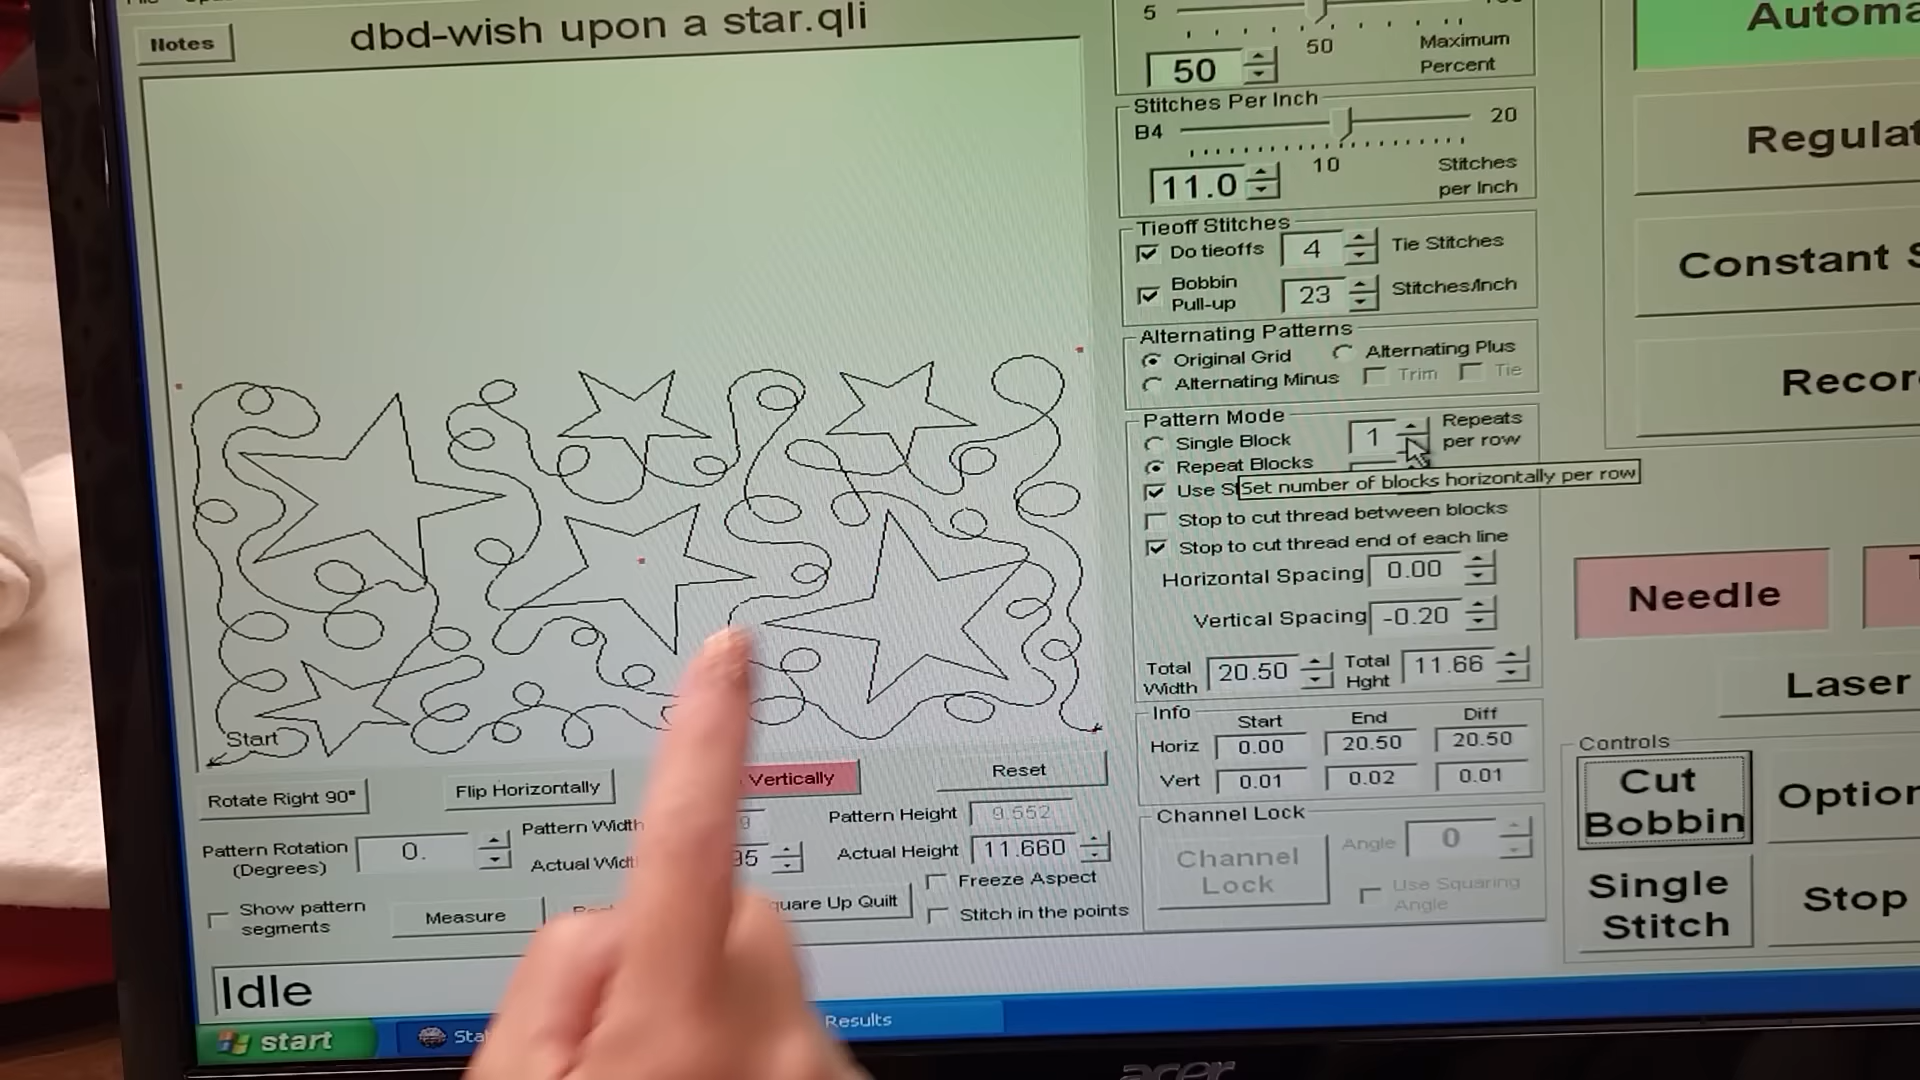 Notes
dbd-wish upon a star.qli
Start
Rotate Right 90°
Flip Horizontally
Vertically
Reset
Pattern Rotation
(Degrees)
0.
Pattern Width
9
Pattern Height
9.552
Actual Height
11.660
Freeze Aspect
Stitch in the points
Show pattern
segments
Measure
Up Quilt
Idle
start
Results
5
50
Maximum
Percent
50
Stitches Per Inch
B4
20
10
11.0
Stitches
per Inch
Tieoff Stitches
Do tieoffs
4
Tie Stitches
Bobbin
Pull-up
23
Stitches/Inch
Alternating Patterns
Original Grid
Alternating Plus
Alternating Minus
Trim
Tie
Pattern Mode
Single Block
1
Repeats
per row
Repeat Blocks
Use
Set number of blocks horizontally per row
Stop to cut thread between blocks
Stop to cut thread end of each line
Horizontal Spacing
0.00
Vertical Spacing
-0.20
Total
Width
20.50
Total
Hght
11.66
Info
Start
End
Diff
Horiz
0.00
20.50
20.50
Vert
0.01
0.02
0.01
Channel Lock
Channel
Lock
Angle
0
Use Squaring
Angle
Needle
Laser
Controls
Cut
Bobbin
Single
Stitch
Stop
Constant
acer